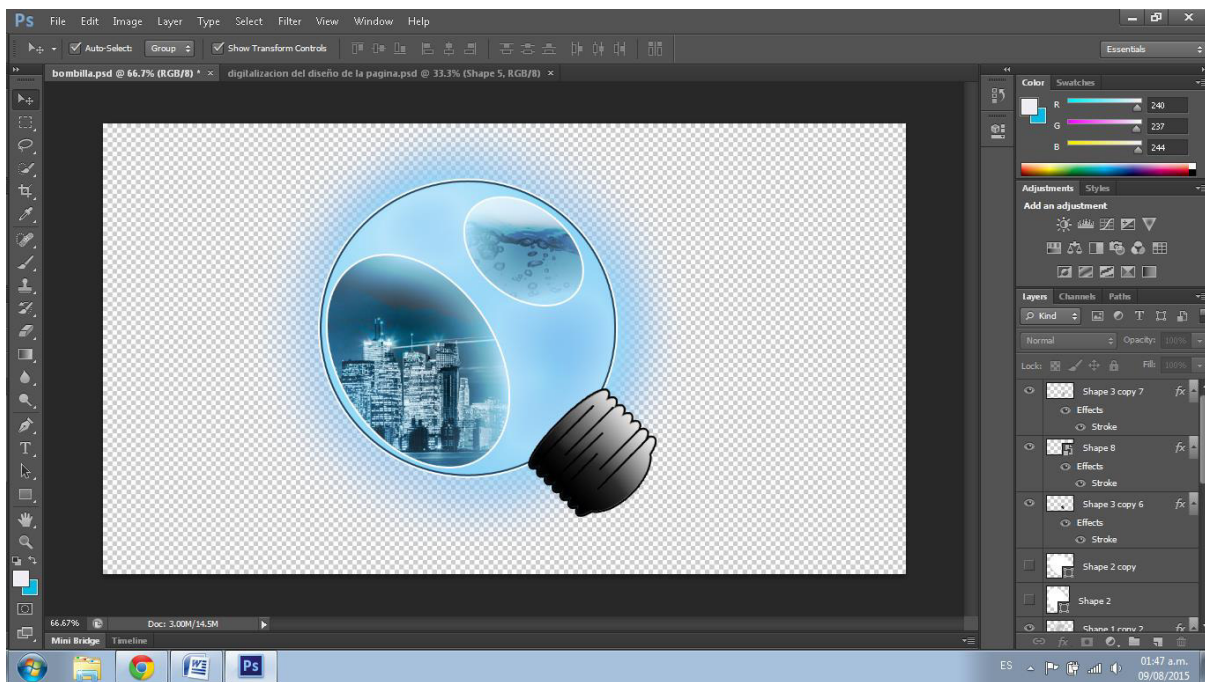 Ps File Edit Image Layer Type Select Filter View Window Help
Auto-Select: Group Show Transform Controls Essentials
bombilla.psd @ 66.7% (RGB/8) * × digitalizacion del diseño de la pagina.psd @ 33.3% (Shape 5, RGB/8) ×
Color Swatches
R 240
G 237
B 244
Adjustments Styles
Add an adjustment
Layers Channels Paths
Kind
Normal Opacity: 100%
Lock: Fill: 100%
Shape 3 copy 7 fx
Effects
Stroke
Shape 8 fx
Effects
Stroke
Shape 3 copy 6 fx
Effects
Stroke
Shape 2 copy
Shape 2
Shape 1 copy 2 fx
66.67% Doc: 3.00M/14.5M
Mini Bridge Timeline
Ps ES 01:47 a.m.
09/08/2015